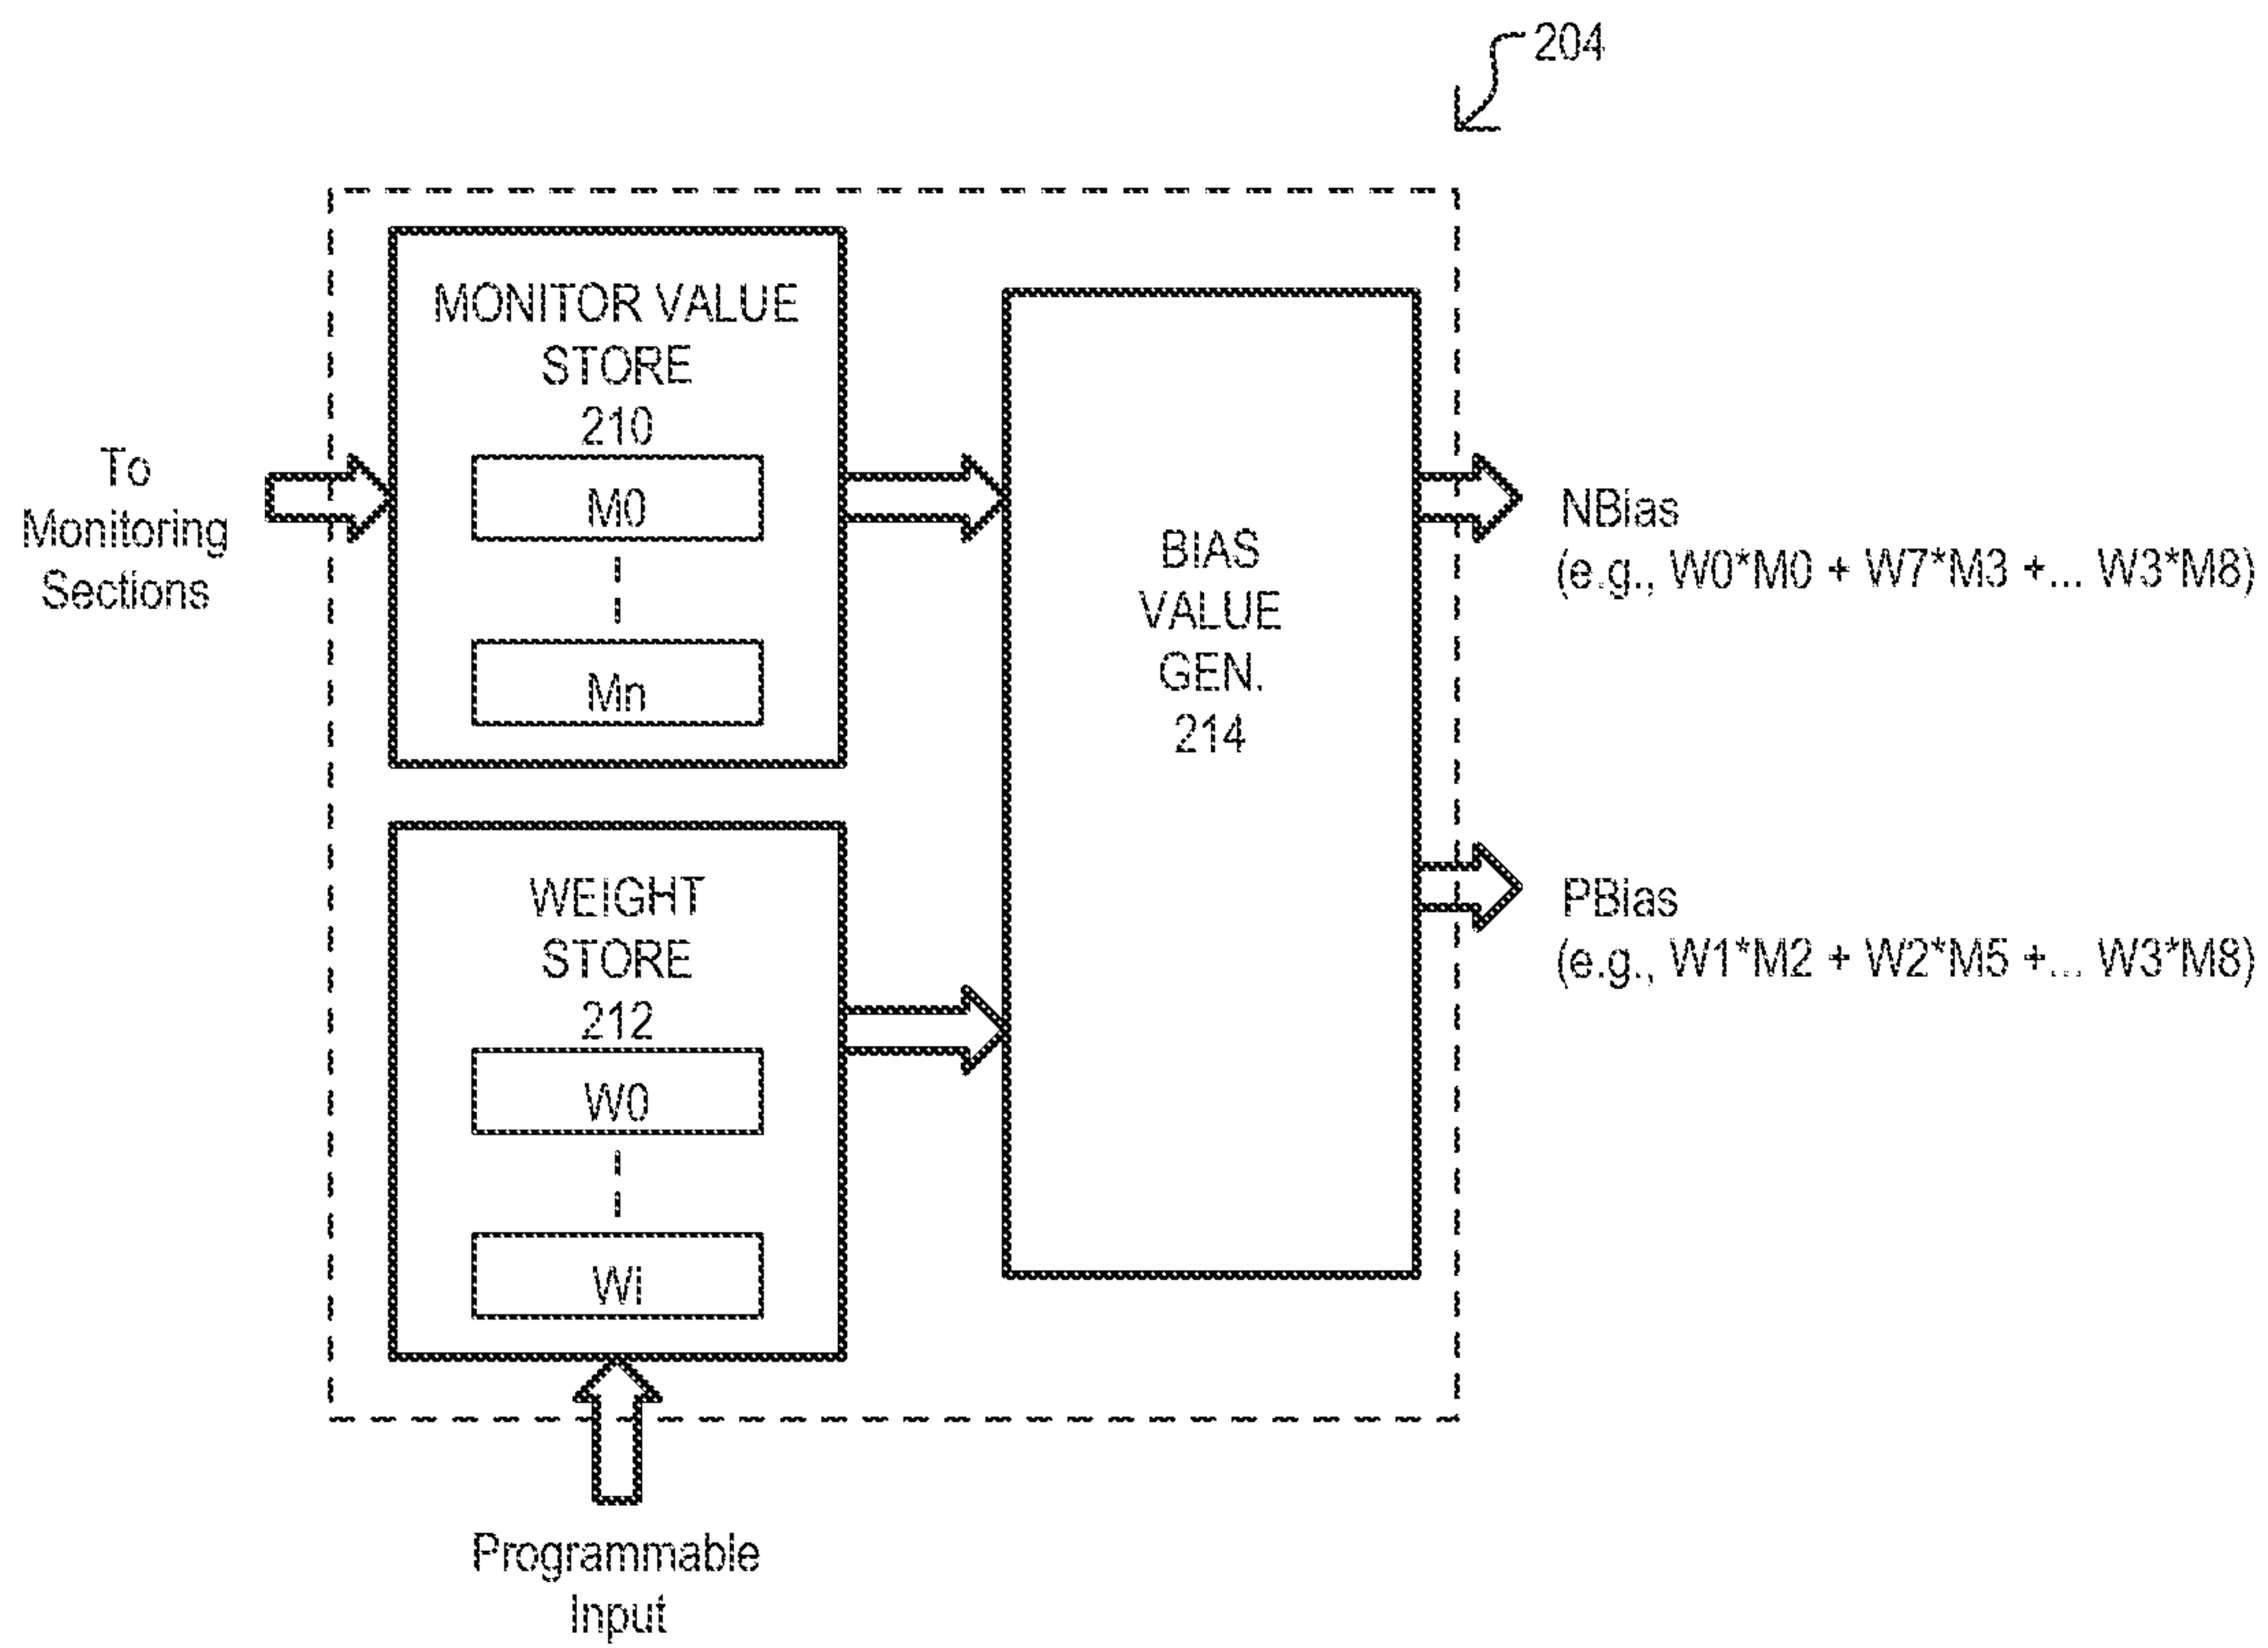 204
MONITOR VALUE
STORE
210
M0
Mn
To
Monitoring
Sections
BIAS
VALUE
GEN.
214
NBias
(e.g., W0*M0 + W7*M3 +... W3*M8)
PBias
(e.g., W1*M2 + W2*M5 +... W3*M8)
WEIGHT
STORE
212
W0
Wi
Programmable
Input